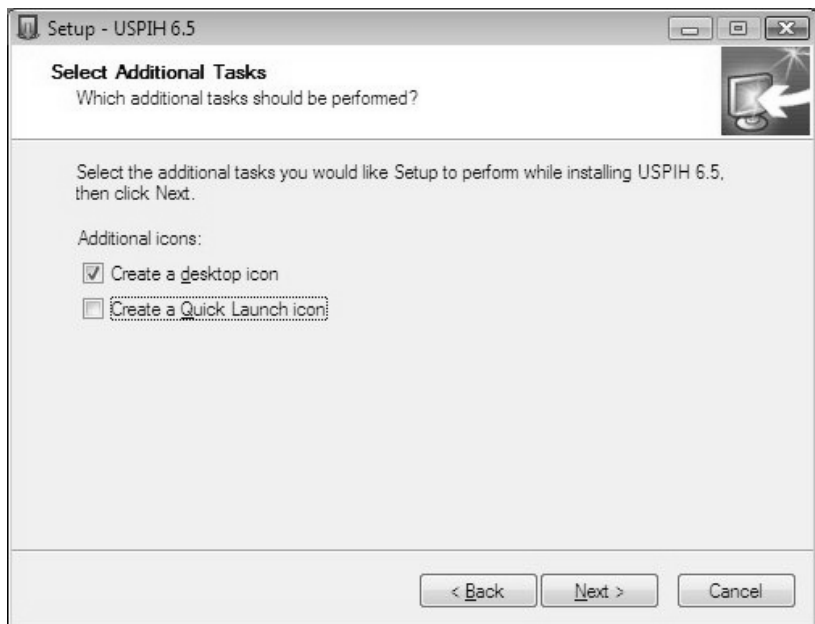 Setup - USPIH 6.5
Select Additional Tasks
Which additional tasks should be performed?
Select the additional tasks you would like Setup to perform while installing USPIH 6.5,
then click Next.
Additional icons:
Create a desktop icon
Create a Quick Launch icon
< Back
Next >
Cancel